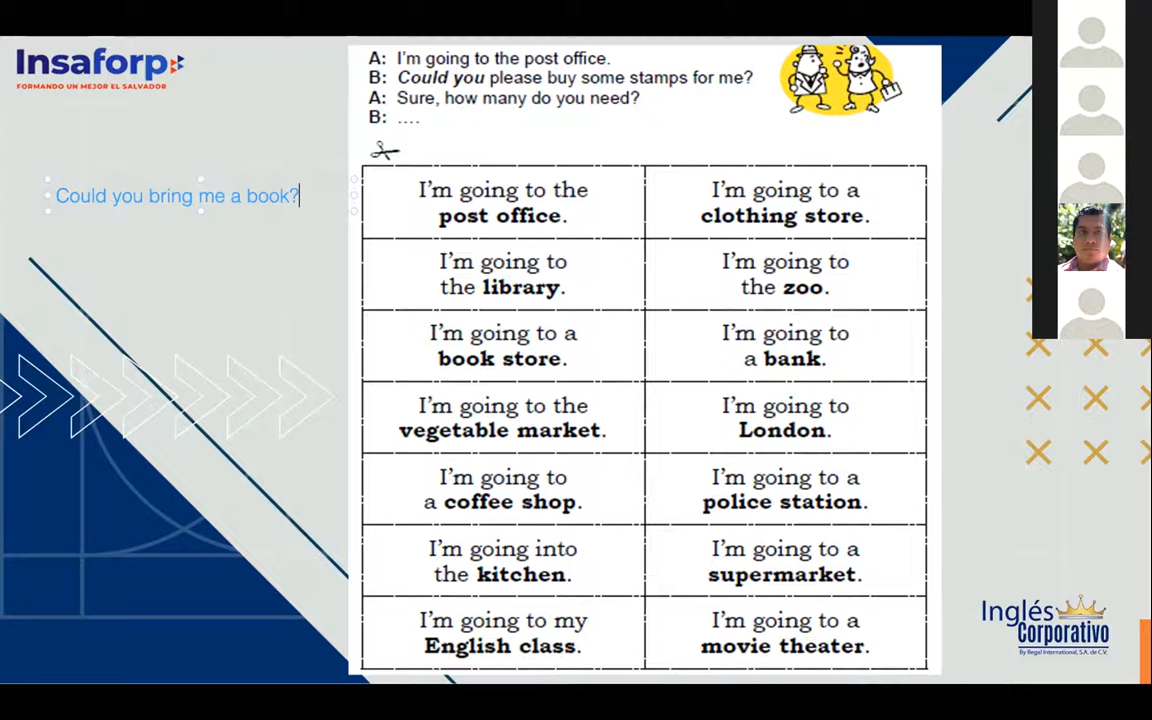 Insaforp
FORMANDO UN MEJOR EL SALVADOR
A: I'm going to the post office.
B: Could you please buy some stamps for me?
A: Sure, how many do you need?
B: ....
Could you bring me a book?
I'm going to the
post office.
I'm going to a
clothing store.
I'm going to
the library.
I'm going to
the zoo.
I'm going to a
book store.
I'm going to
a bank.
I'm going to the
vegetable market.
I'm going to
London.
I'm going to
a coffee shop.
I'm going to a
police station.
I'm going into
the kitchen.
I'm going to a
supermarket.
I'm going to my
English class.
I'm going to a
movie theater.
Inglés
Corporativo
By Regal International, S.A. de C.V.